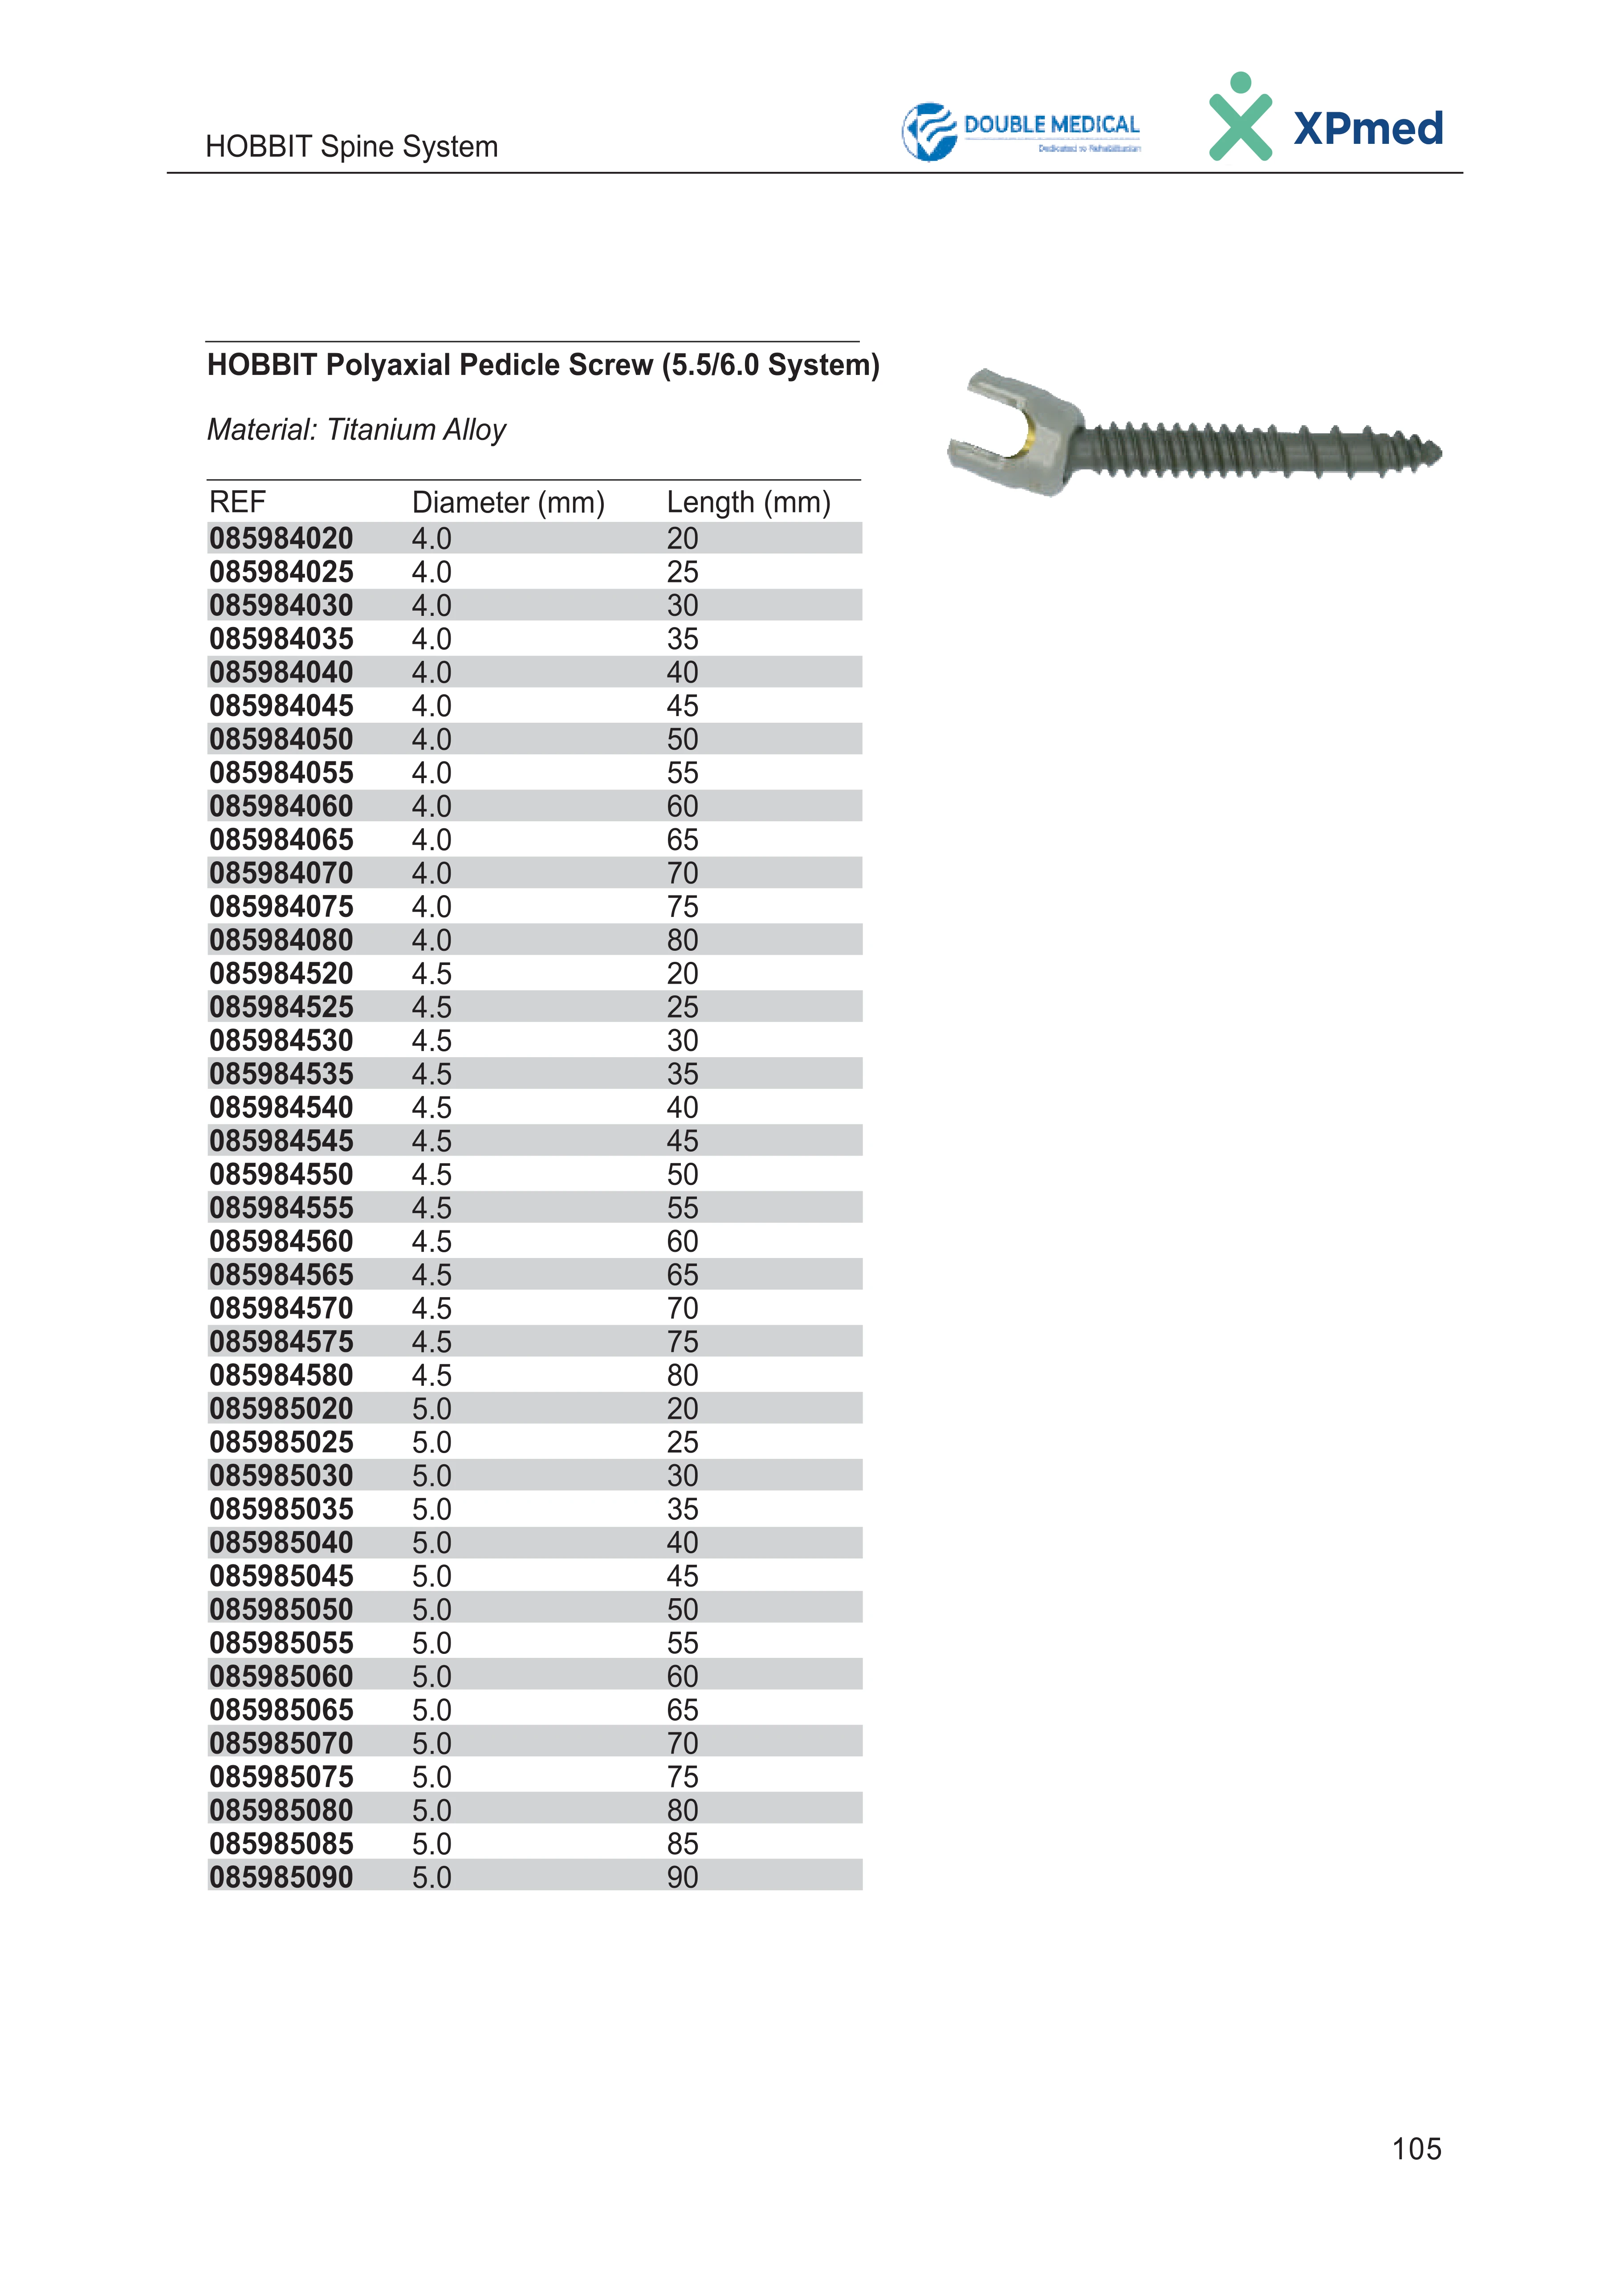 HOBBIT Spine System
DOUBLE MEDICAL
Dedicated to Rehabilitation
XPmed
HOBBIT Polyaxial Pedicle Screw (5.5/6.0 System)
Material: Titanium Alloy
REF Diameter (mm) Length (mm)
085984020 4.0 20
085984025 4.0 25
085984030 4.0 30
085984035 4.0 35
085984040 4.0 40
085984045 4.0 45
085984050 4.0 50
085984055 4.0 55
085984060 4.0 60
085984065 4.0 65
085984070 4.0 70
085984075 4.0 75
085984080 4.0 80
085984520 4.5 20
085984525 4.5 25
085984530 4.5 30
085984535 4.5 35
085984540 4.5 40
085984545 4.5 45
085984550 4.5 50
085984555 4.5 55
085984560 4.5 60
085984565 4.5 65
085984570 4.5 70
085984575 4.5 75
085984580 4.5 80
085985020 5.0 20
085985025 5.0 25
085985030 5.0 30
085985035 5.0 35
085985040 5.0 40
085985045 5.0 45
085985050 5.0 50
085985055 5.0 55
085985060 5.0 60
085985065 5.0 65
085985070 5.0 70
085985075 5.0 75
085985080 5.0 80
085985085 5.0 85
085985090 5.0 90
105